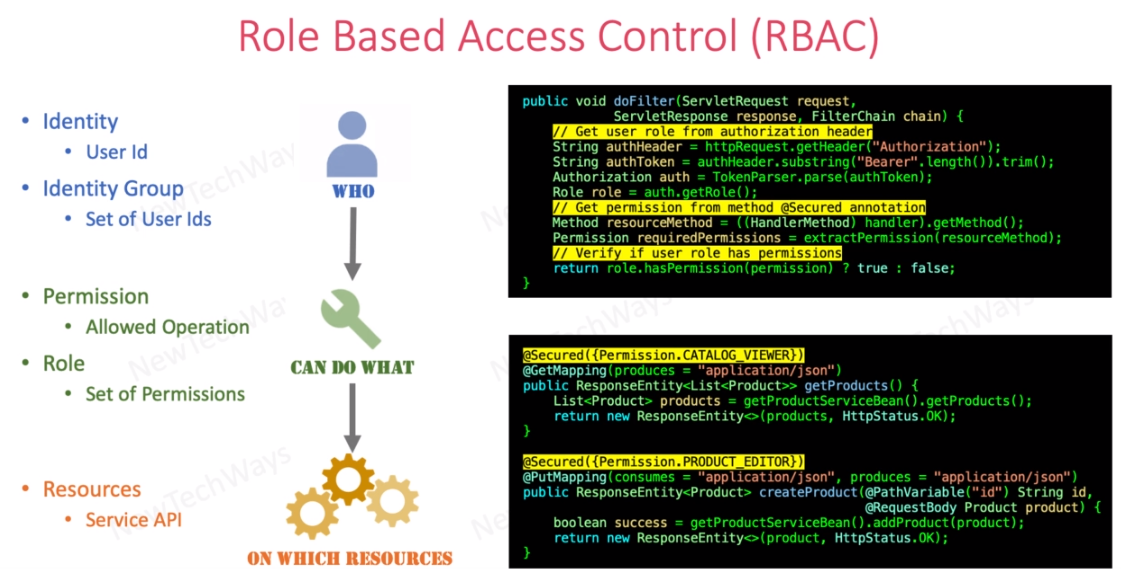 Role Based Access Control (RBAC)
• Identity
• User Id
• Identity Group
• Set of User Ids
WHO
• Permission
• Allowed Operation
• Role
• Set of Permissions
CAN DO WHAT
• Resources
• Service API
ON WHICH RESOURCES
public void doFilter(ServletRequest request,
ServletResponse response, FilterChain chain) {
// Get user role from authorization header
String authHeader = httpRequest.getHeader("Authorization");
String authToken = authHeader.substring("Bearer".length()).trim();
Authorization auth = TokenParser.parse(authToken);
Role role = auth.getRole();
// Get permission from method @Secured annotation
Method resourceMethod = ((HandlerMethod) handler).getMethod();
Permission requiredPermissions = extractPermission(resourceMethod);
// Verify if user role has permissions
return role.hasPermission(permission) ? true : false;
}
@Secured({Permission.CATALOG_VIEWER})
@GetMapping(produces = "application/json")
public ResponseEntity<List<Product>> getProducts() {
List<Product> products = getProductServiceBean().getProducts();
return new ResponseEntity<>(products, HttpStatus.OK);
}
@Secured({Permission.PRODUCT_EDITOR})
@PutMapping(consumes = "application/json", produces = "application/json")
public ResponseEntity<Product> createProduct(@PathVariable("id") String id,
@RequestBody Product product) {
boolean success = getProductServiceBean().addProduct(product);
return new ResponseEntity<>(product, HttpStatus.OK);
}
NewTechWays